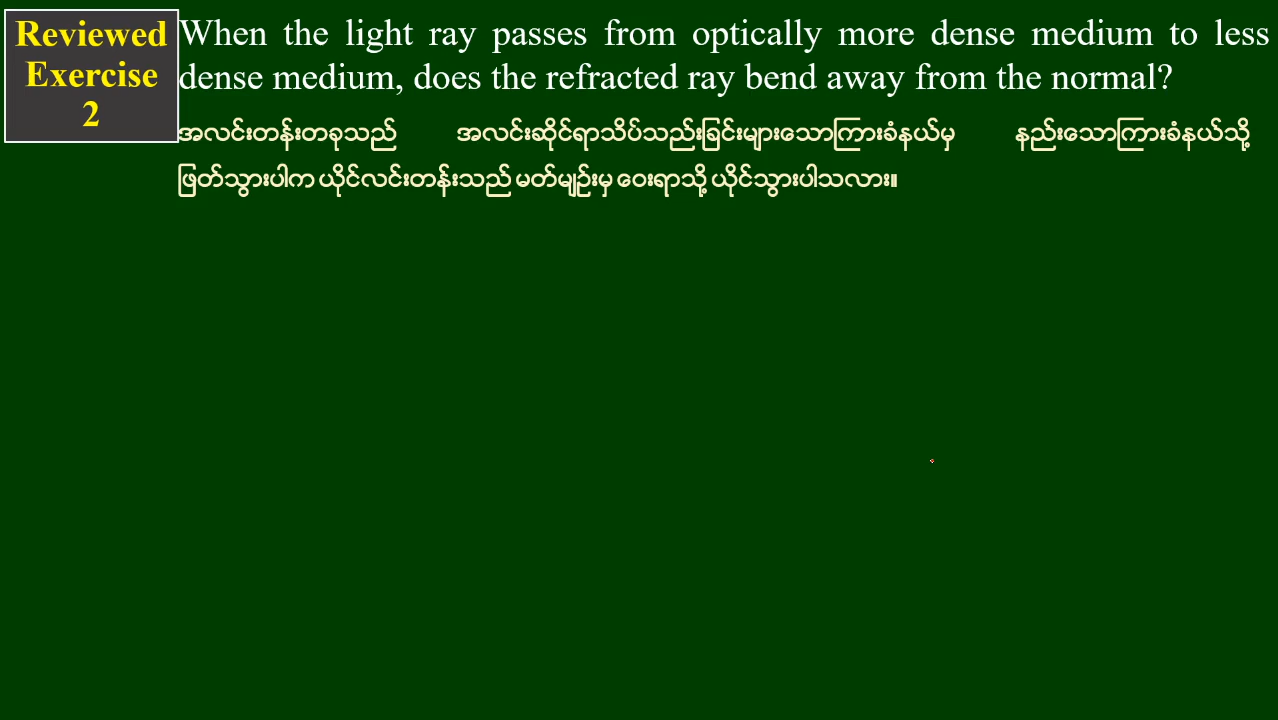 Reviewed
Exercise
2
When the light ray passes from optically more dense medium to less
dense medium, does the refracted ray bend away from the normal?
အလင်းတန်းတခုသည် အလင်းဆိုင်ရာသိပ်သည်းခြင်းများသောကြားခံနယ်မှ နည်းသောကြားခံနယ်သို့
ဖြတ်သွားပါက ယိုင်လင်းတန်းသည် မတ်မျဉ်းမှ ဝေးရာသို့ ယိုင်သွားပါသလား။